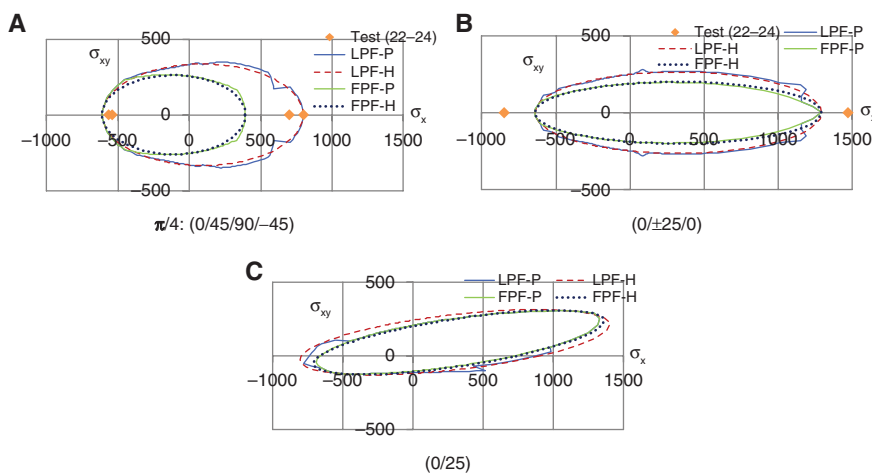 A
500
σxy
Test (22–24)
LPF-P
LPF-H
FPF-P
FPF-H
0
σx
−1000 −500 0 500 1000 1500
−500
π/4: (0/45/90/−45)
B
500
σxy
Test (22–24) LPF-P
LPF-H FPF-P
FPF-H
0
σx
−1000 −500 0 500 1000 1500
−500
(0/±25/0)
C
500
σxy
LPF-P LPF-H
FPF-P FPF-H
0
σx
−1000 −500 0 500 1000 1500
−500
(0/25)